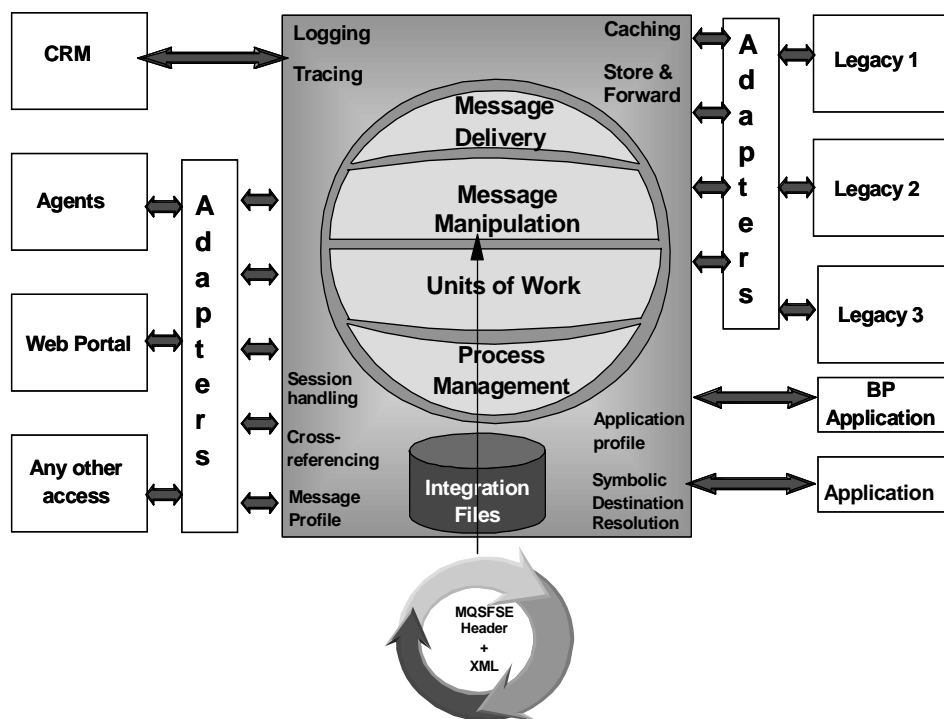 CRM
Agents
Web Portal
Any other
access
A
d
a
p
t
e
r
s
Logging
Tracing
Caching
Store &
Forward
Message
Delivery
Message
Manipulation
Units of Work
Process
Management
Session
handling
Cross-
referencing
Message
Profile
Application
profile
Symbolic
Destination
Resolution
Integration
Files
MQSFSE
Header
+
XML
A
d
a
p
t
e
r
s
Legacy 1
Legacy 2
Legacy 3
BP
Application
Application